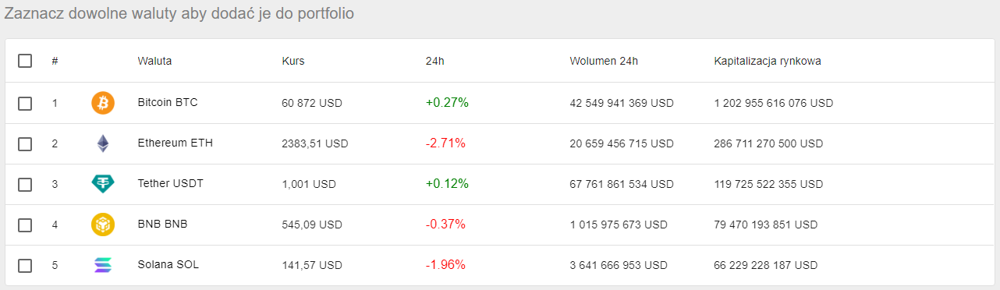 Zaznacz dowolne waluty aby dodać je do portfolio
# Waluta Kurs 24h Wolumen 24h Kapitalizacja rynkowa
1 Bitcoin BTC 60 872 USD +0.27% 42 549 941 369 USD 1 202 955 616 076 USD
2 Ethereum ETH 2383,51 USD -2.71% 20 659 456 715 USD 286 711 270 500 USD
3 Tether USDT 1,001 USD +0.12% 67 761 861 534 USD 119 725 522 355 USD
4 BNB BNB 545,09 USD -0.37% 1 015 975 673 USD 79 470 193 851 USD
5 Solana SOL 141,57 USD -1.96% 3 641 666 953 USD 66 229 228 187 USD